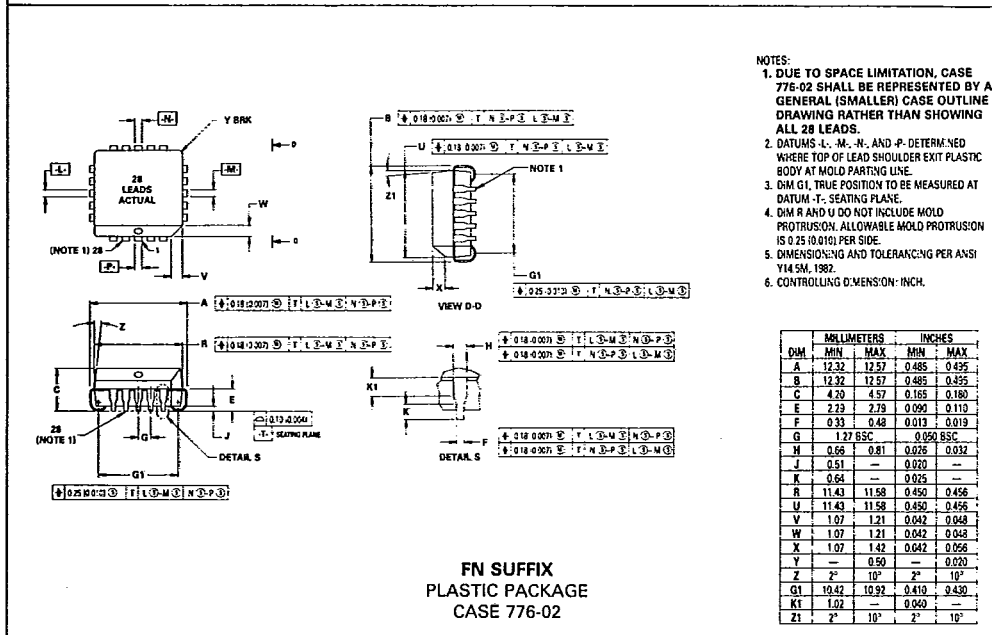 -N-
Y BRK
D
-L-
28
LEADS
ACTUAL
-M-
W
(NOTE 1) 28
1
D
-P-
V
B
U
NOTE 1
Z1
X
G1
VIEW D-D
A
Z
R
C
E
28
(NOTE 1)
G
J
-T- SEATING PLANE
DETAIL S
G1
H
K1
K
F
DETAIL S
FN SUFFIX
PLASTIC PACKAGE
CASE 776-02
NOTES:
1. DUE TO SPACE LIMITATION, CASE
776-02 SHALL BE REPRESENTED BY A
GENERAL (SMALLER) CASE OUTLINE
DRAWING RATHER THAN SHOWING
ALL 28 LEADS.
2. DATUMS -L-, -M-, -N-, AND -P- DETERMINED
WHERE TOP OF LEAD SHOULDER EXIT PLASTIC
BODY AT MOLD PARTING LINE.
3. DIM G1, TRUE POSITION TO BE MEASURED AT
DATUM -T-, SEATING PLANE.
4. DIM R AND U DO NOT INCLUDE MOLD
PROTRUSION. ALLOWABLE MOLD PROTRUSION
IS 0.25 (0.010) PER SIDE.
5. DIMENSIONING AND TOLERANCING PER ANSI
Y14.5M, 1982.
6. CONTROLLING DIMENSION: INCH.
MILLIMETERS INCHES
DIM MIN MAX MIN MAX
A 12.32 12.57 0.485 0.495
B 12.32 12.57 0.485 0.495
C 4.20 4.57 0.165 0.180
E 2.29 2.79 0.090 0.110
F 0.33 0.48 0.013 0.019
G 1.27 BSC 0.050 BSC
H 0.66 0.81 0.026 0.032
J 0.51 — 0.020 —
K 0.64 — 0.025 —
R 11.43 11.58 0.450 0.456
U 11.43 11.58 0.450 0.456
V 1.07 1.21 0.042 0.048
W 1.07 1.21 0.042 0.048
X 1.07 1.42 0.042 0.056
Y — 0.50 — 0.020
Z 2° 10° 2° 10°
G1 10.42 10.92 0.410 0.430
K1 1.02 — 0.040 —
Z1 2° 10° 2° 10°